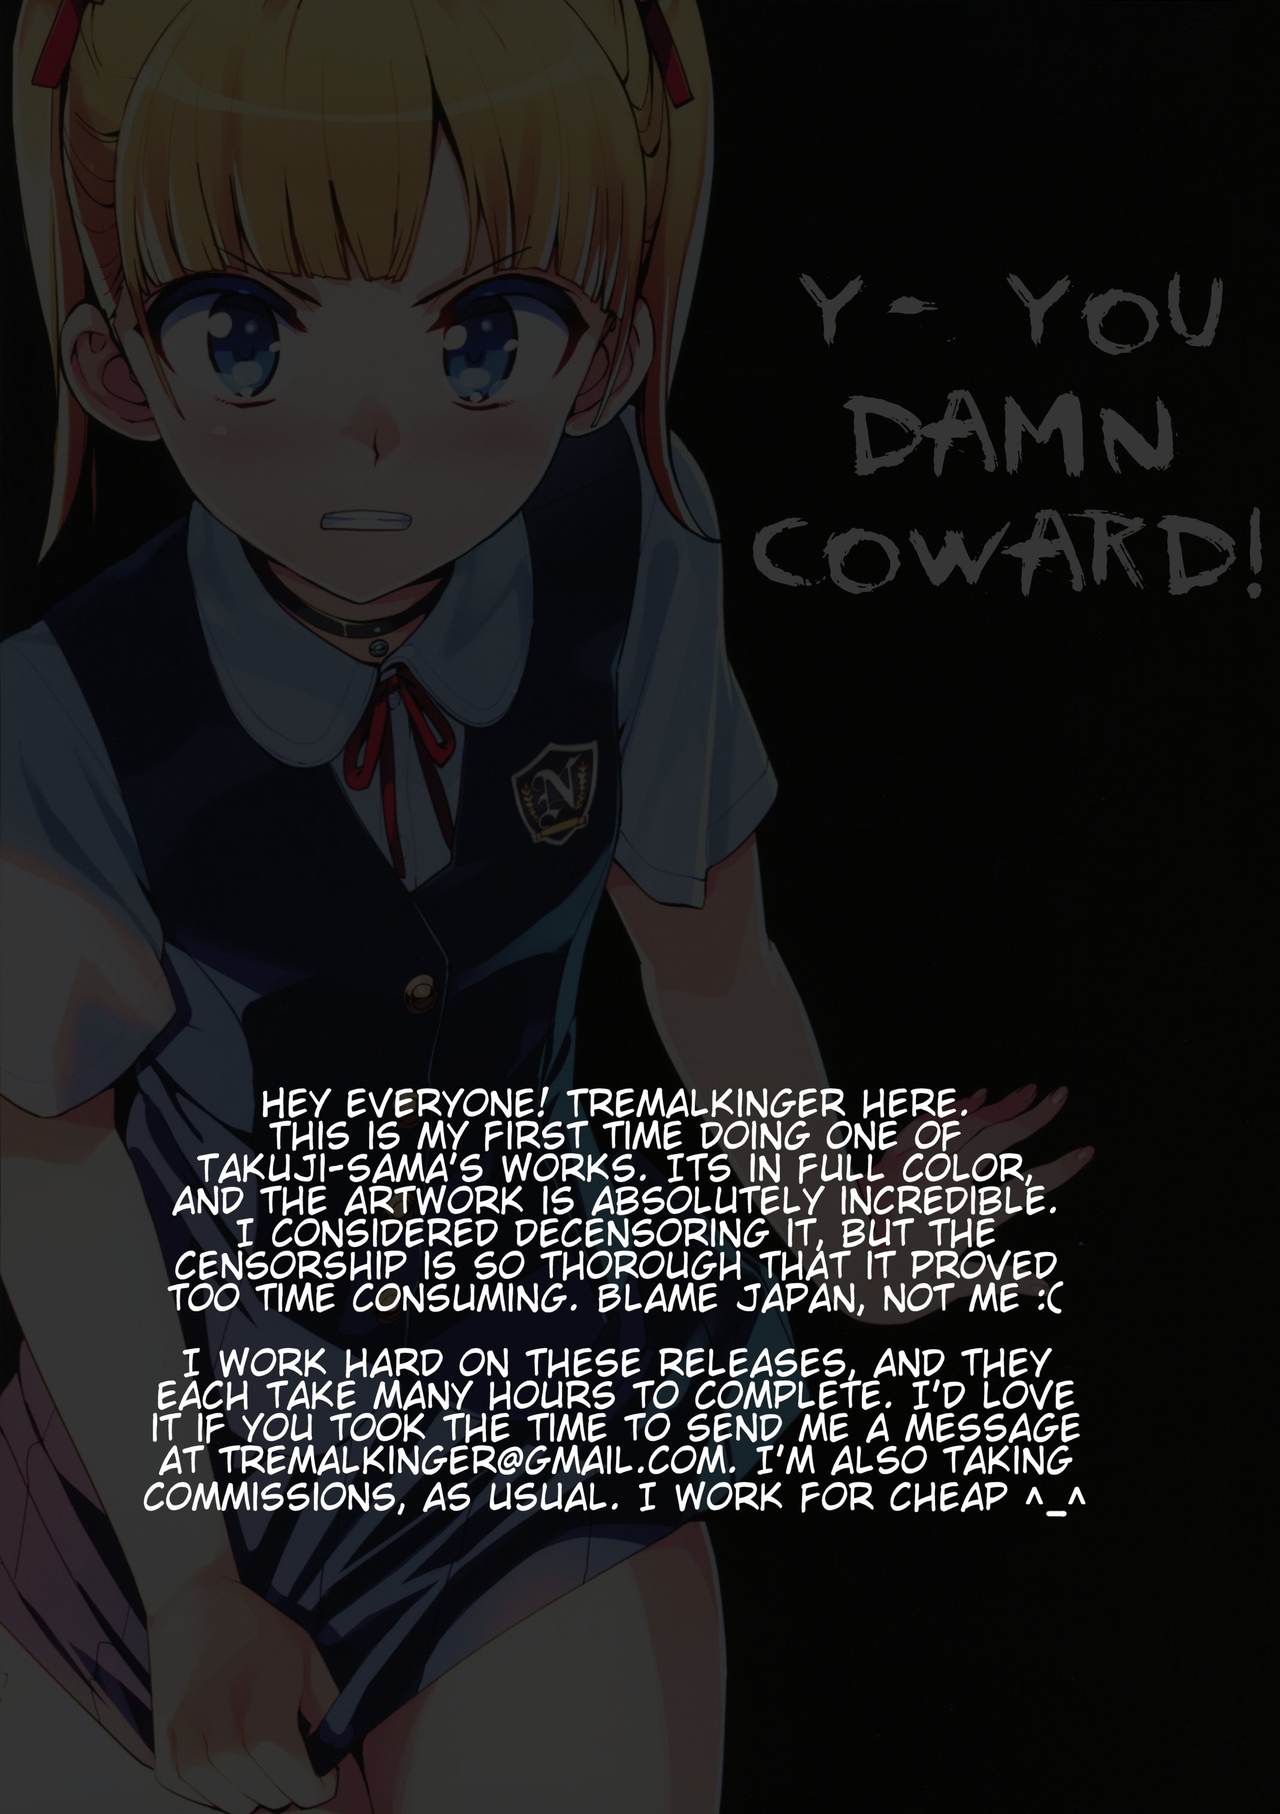 Y- YOU
DAMN
COWARD!
N
HEY EVERYONE! TREMALKINGER HERE.
THIS IS MY FIRST TIME DOING ONE OF
TAKUJI-SAMA'S WORKS. ITS IN FULL COLOR,
AND THE ARTWORK IS ABSOLUTELY INCREDIBLE.
I CONSIDERED DECENSORING IT, BUT THE
CENSORSHIP IS SO THOROUGH THAT IT PROVED
TOO TIME CONSUMING. BLAME JAPAN, NOT ME :(
I WORK HARD ON THESE RELEASES, AND THEY
EACH TAKE MANY HOURS TO COMPLETE. I'D LOVE
IT IF YOU TOOK THE TIME TO SEND ME A MESSAGE
AT TREMALKINGER@GMAIL.COM. I'M ALSO TAKING
COMMISSIONS, AS USUAL. I WORK FOR CHEAP ^_^